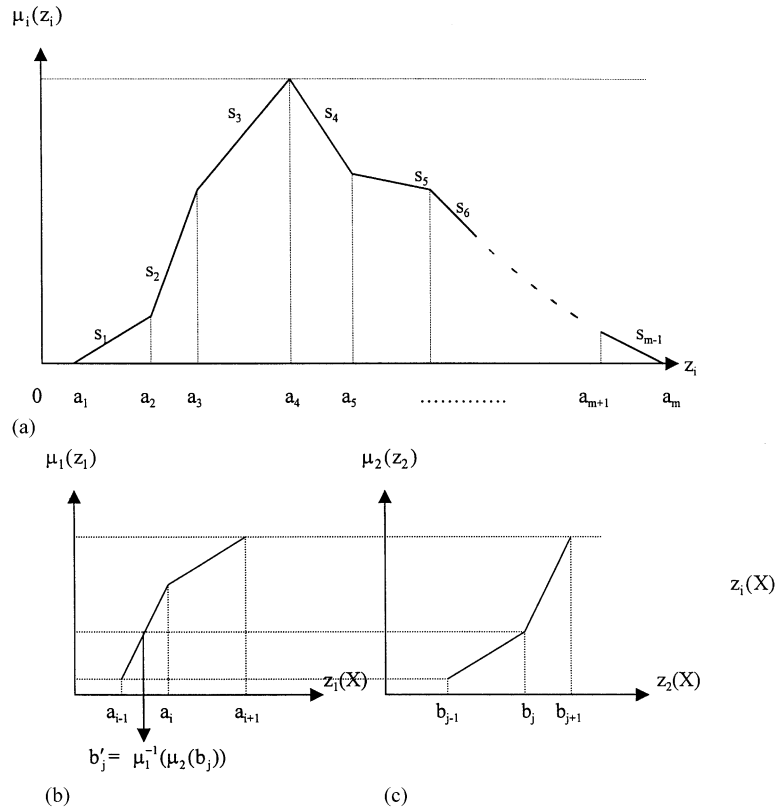 μi(zi)
s3
s4
s5
s6
s2
s1
sm-1
zi
0 a1 a2 a3 a4 a5 ............. am+1 am
(a)
μ1(z1) μ2(z2)
zi(X)
z1(X) z2(X)
ai-1 ai ai+1 bj-1 bj bj+1
b′j = μ1^-1(μ2(bj))
(b) (c)